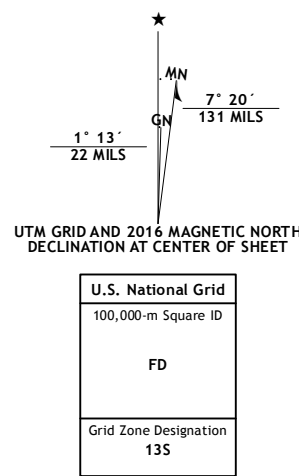 ★
MN
7° 20´
131 MILS
GN
1° 13´
22 MILS
UTM GRID AND 2016 MAGNETIC NORTH
DECLINATION AT CENTER OF SHEET
U.S. National Grid
100,000-m Square ID
FD
Grid Zone Designation
13S